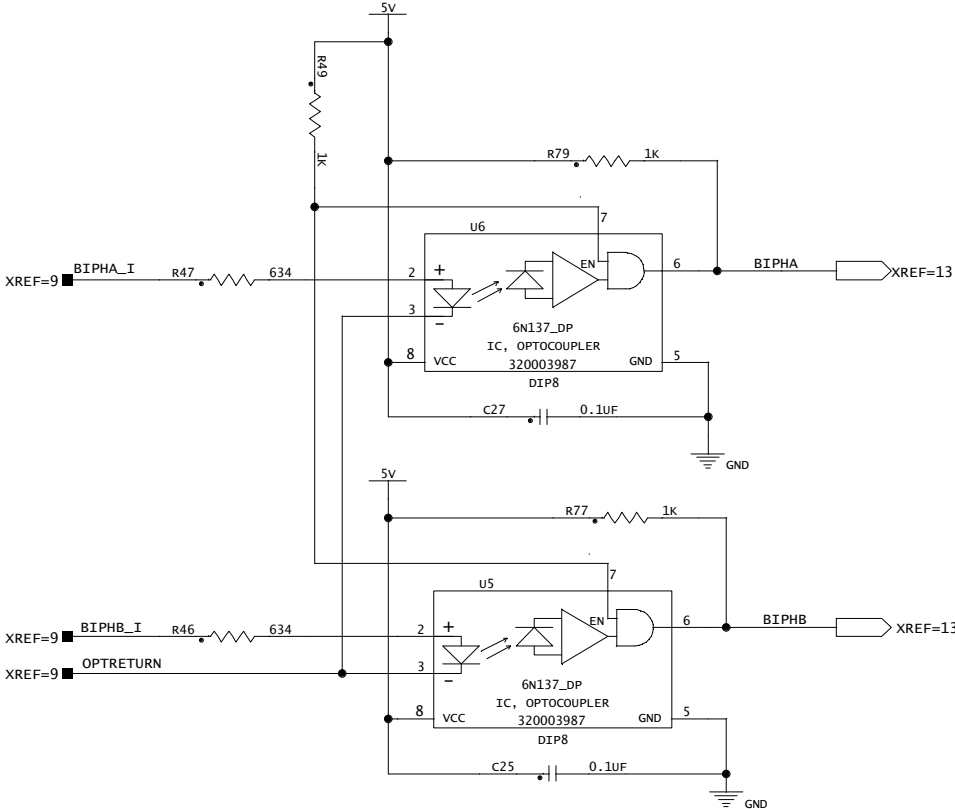 5V
R49
1K
R79 1K
7
U6
BIPHA_I
XREF=9
R47 634 2 + EN 6 BIPHA XREF=13
3 -
6N137_DP
IC, OPTOCOUPLER
8 VCC 320003987 GND 5
DIP8
C27 0.1UF
GND
5V
R77 1K
7
U5
BIPHB_I
XREF=9
R46 634 2 + EN 6 BIPHB XREF=13
OPTRETURN
XREF=9
3 -
6N137_DP
IC, OPTOCOUPLER
8 VCC 320003987 GND 5
DIP8
C25 0.1UF
GND